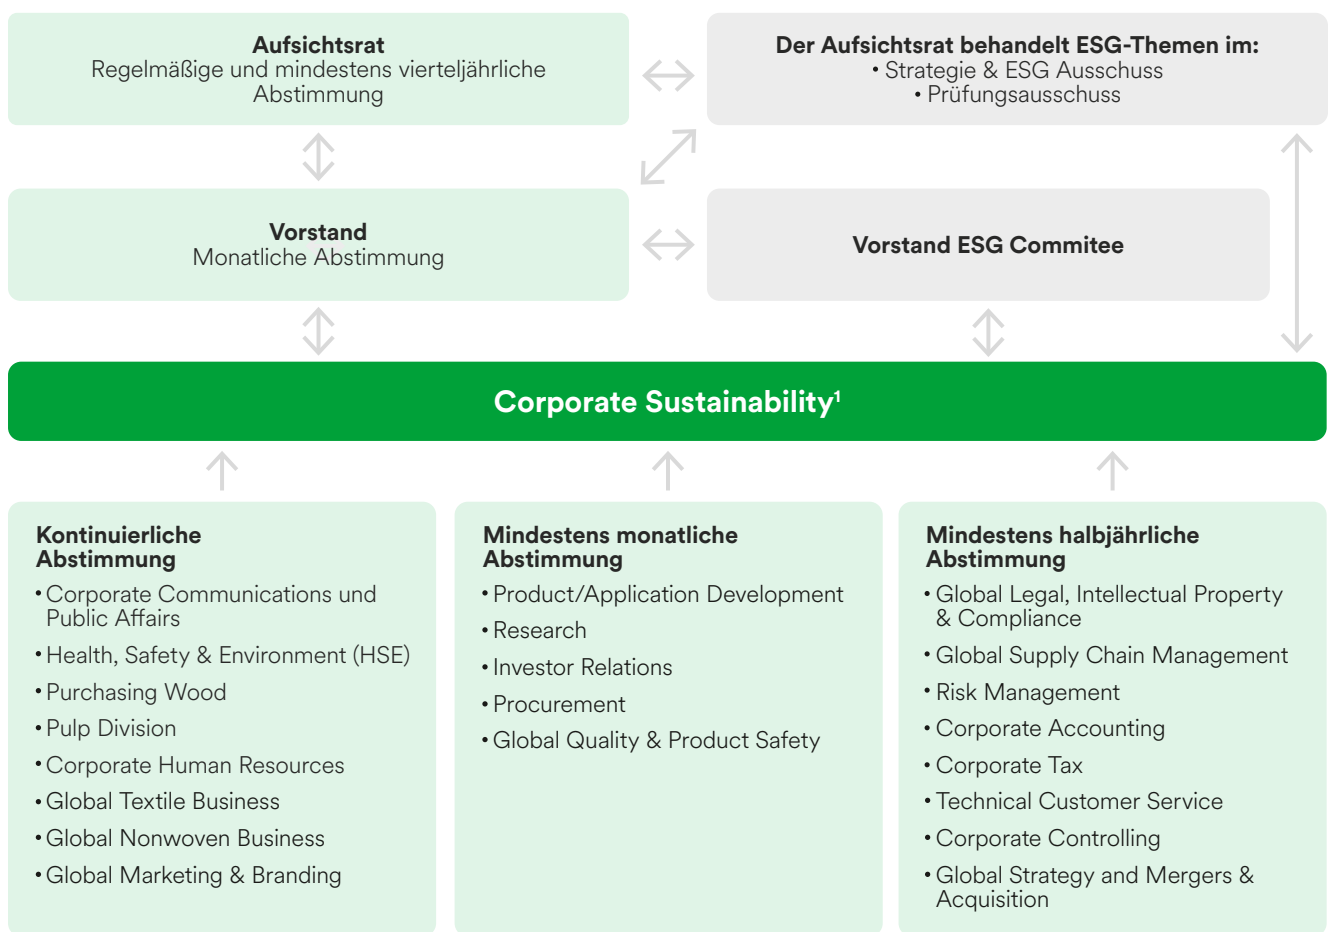 Aufsichtsrat
Regelmäßige und mindestens vierteljährliche
Abstimmung
Der Aufsichtsrat behandelt ESG-Themen im:
• Strategie & ESG Ausschuss
• Prüfungsausschuss
Vorstand
Monatliche Abstimmung
Vorstand ESG Commitee
Corporate Sustainability¹
Kontinuierliche
Abstimmung
• Corporate Communications und
Public Affairs
• Health, Safety & Environment (HSE)
• Purchasing Wood
• Pulp Division
• Corporate Human Resources
• Global Textile Business
• Global Nonwoven Business
• Global Marketing & Branding
Mindestens monatliche
Abstimmung
• Product/Application Development
• Research
• Investor Relations
• Procurement
• Global Quality & Product Safety
Mindestens halbjährliche
Abstimmung
• Global Legal, Intellectual Property
& Compliance
• Global Supply Chain Management
• Risk Management
• Corporate Accounting
• Corporate Tax
• Technical Customer Service
• Corporate Controlling
• Global Strategy and Mergers &
Acquisition